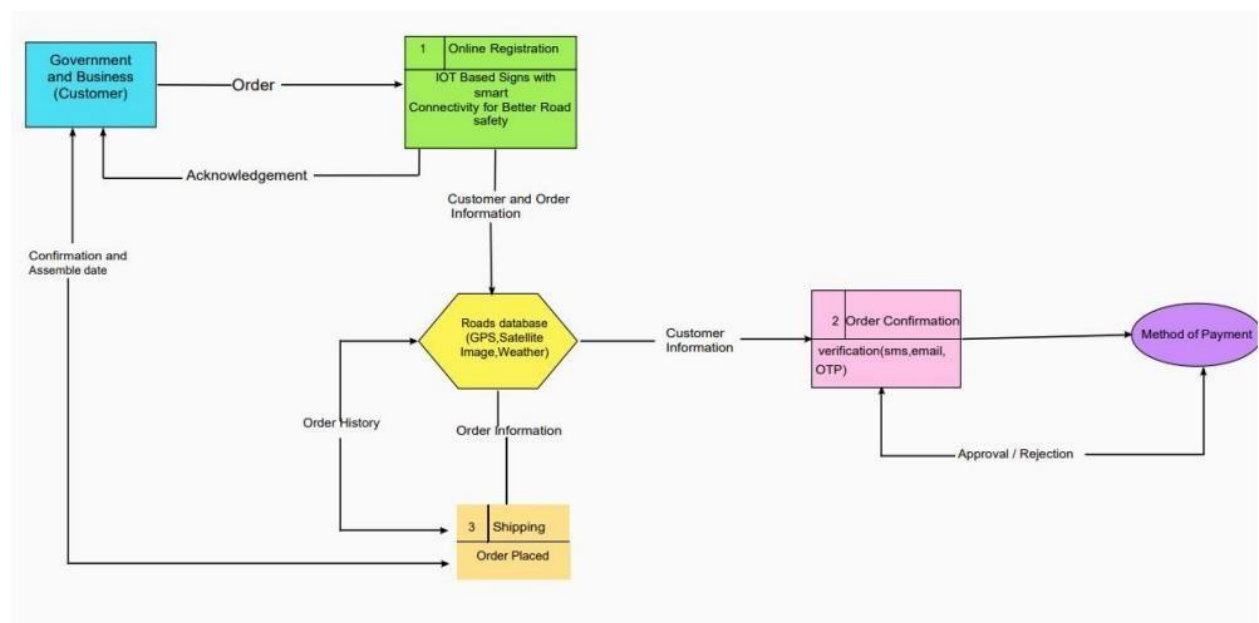 Government
and Business
(Customer)
Order
1 Online Registration
IOT Based Signs with
smart
Connectivity for Better Road
safety
Acknowledgement
Customer and Order
Information
Confirmation and
Assemble date
Roads database
(GPS,Satellite
Image,Weather)
Customer
Information
2 Order Confirmation
verification(sms,email,
OTP)
Method of Payment
Order History
Order Information
Approval / Rejection
3 Shipping
Order Placed